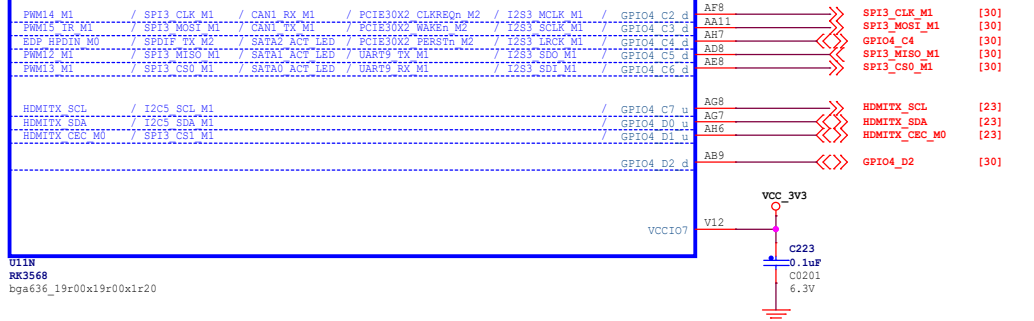 PWM14_M1 / SPI3_CLK_M1 / CAN1_RX_M1 / PCIE30X2_CLKREQn_M2 / I2S3_MCLK_M1 / GPIO4_C2_d AF8 SPI3_CLK_M1 [30]
PWM15_IR_M1 / SPI3_MOSI_M1 / CAN1_TX_M1 / PCIE30X2_WAKEn_M2 / I2S3_SCLK_M1 / GPIO4_C3_d AA11 SPI3_MOSI_M1 [30]
EDP_HPDIN_M0 / SPDIF_TX_M2 / SATA2_ACT_LED / PCIE30X2_PERSTn_M2 / I2S3_LRCK_M1 / GPIO4_C4_d AH7 GPIO4_C4 [30]
PWM12_M1 / SPI3_MISO_M1 / SATA1_ACT_LED / UART9_TX_M1 / I2S3_SDO_M1 / GPIO4_C5_d AD8 SPI3_MISO_M1 [30]
PWM13_M1 / SPI3_CS0_M1 / SATA0_ACT_LED / UART9_RX_M1 / I2S3_SDI_M1 / GPIO4_C6_d AE8 SPI3_CS0_M1 [30]
HDMITX_SCL / I2C5_SCL_M1 / GPIO4_C7_u AG8 HDMITX_SCL [23]
HDMITX_SDA / I2C5_SDA_M1 / GPIO4_D0_u AG7 HDMITX_SDA [23]
HDMITX_CEC_M0 / SPI3_CS1_M1 / GPIO4_D1_u AH6 HDMITX_CEC_M0 [23]
GPIO4_D2_d AB9 GPIO4_D2 [30]
VCC_3V3
VCCIO7 V12
C223
0.1uF
C0201
6.3V
U11N
RK3568
bga636_19r00x19r00x1r20